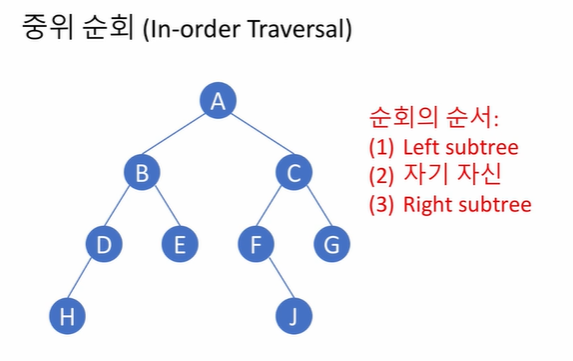 중위 순회 (In-order Traversal)
A
순회의 순서:
(1) Left subtree
(2) 자기 자신
(3) Right subtree
B
C
D
E
F
G
H
J